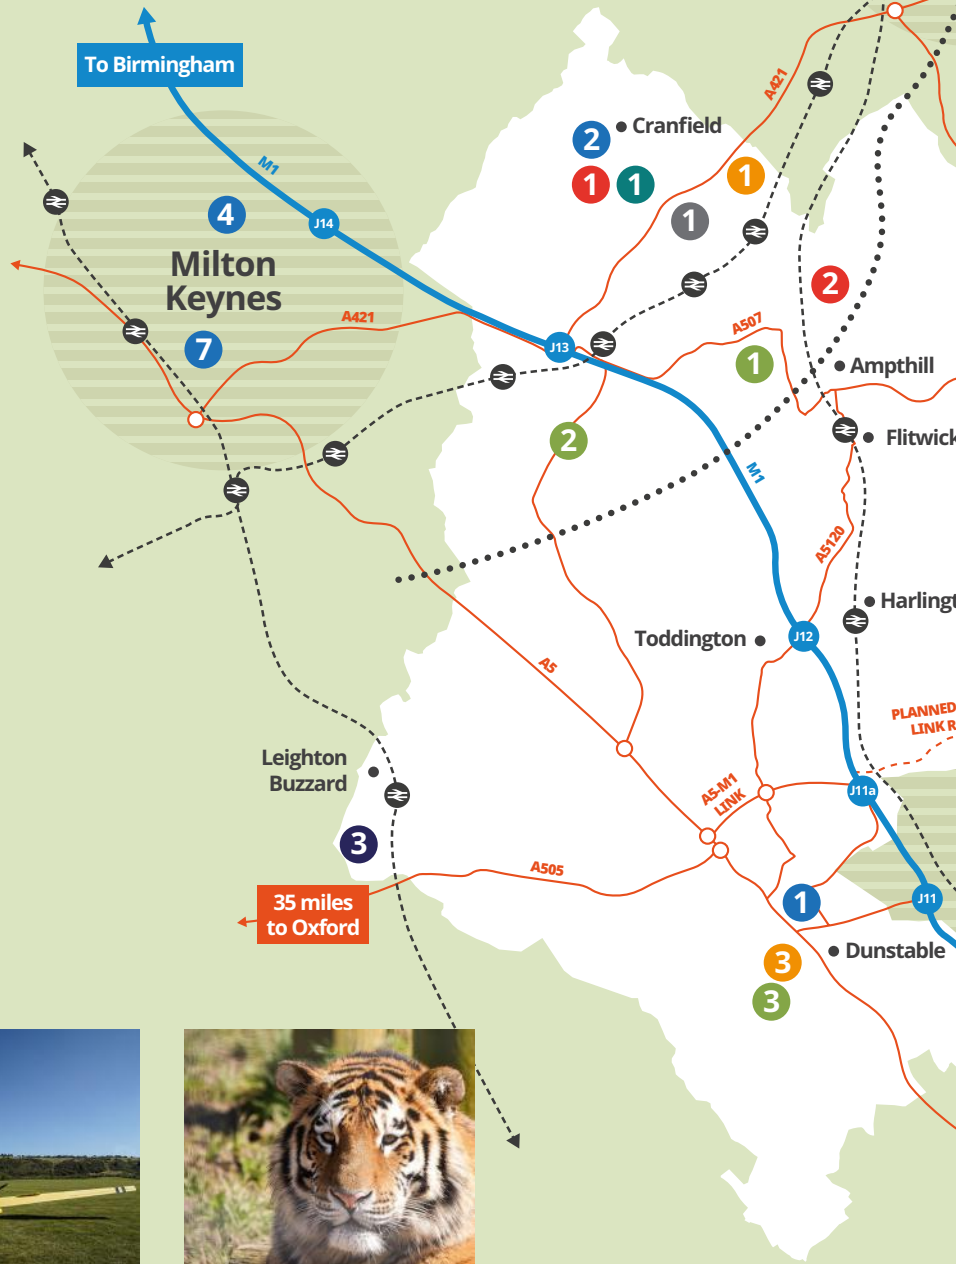 To Birmingham
M1
A421
2
Cranfield
1
1
1
1
4
J14
Milton
Keynes
2
A421
7
J13
A507
1
Ampthill
Flitwick
2
M1
A5120
Harlingt
Toddington
J12
A5
PLANNED
LINK R
Leighton
Buzzard
A5-M1
LINK
J11a
3
A505
35 miles
to Oxford
1
J11
Dunstable
3
3